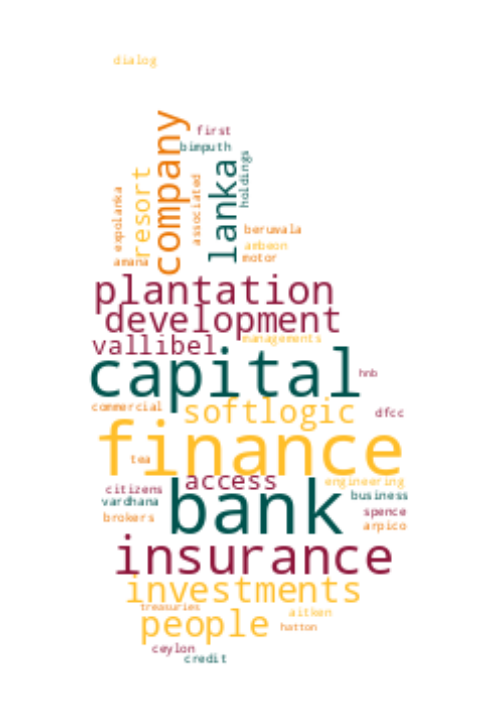 dialog
first
bimputh
company
resort
expolanka
associated
lanka
holdings
beruwala
amana
ambeon
motor
plantation
development
vallibel
managements
capital
hnb
commercial
softlogic
dfcc
finance
tea
access
engineering
citizens
bank
business
vardhana
spence
brokers
arpico
insurance
investments
treasuries
people
aitken
hatton
ceylon
credit